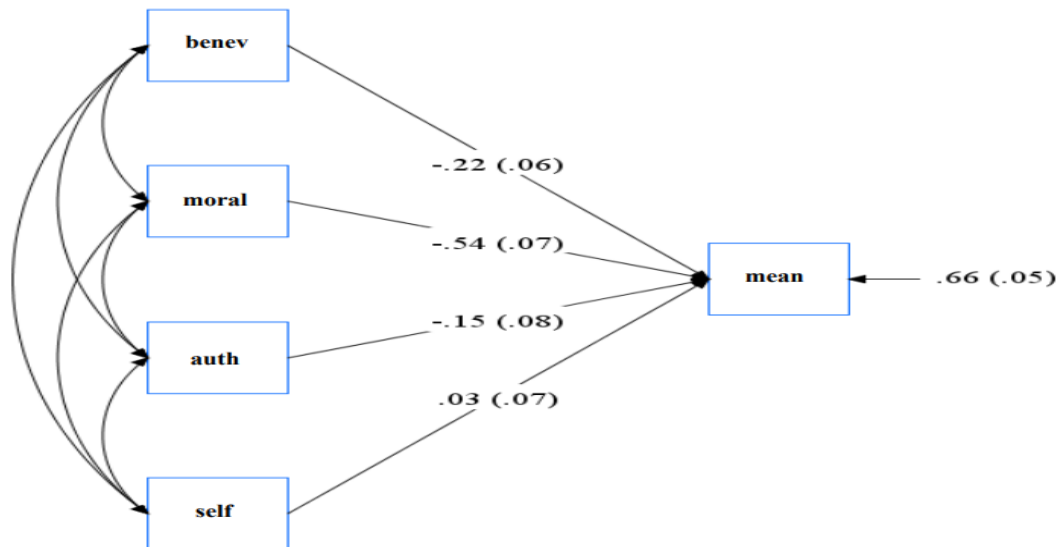 benev
-.22 (.06)
moral
-.54 (.07)
mean
.66 (.05)
-.15 (.08)
auth
.03 (.07)
self